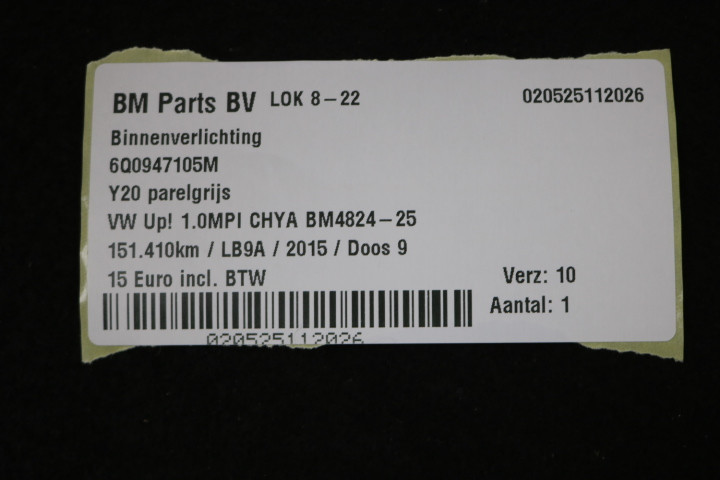 BM Parts BV LOK 8-22 020525112026
Binnenverlichting
6Q0947105M
Y20 parelgrijs
VW Up! 1.0MPI CHYA BM4824-25
151.410km / LB9A / 2015 / Doos 9
15 Euro incl. BTW Verz: 10
Aantal: 1
020525112026